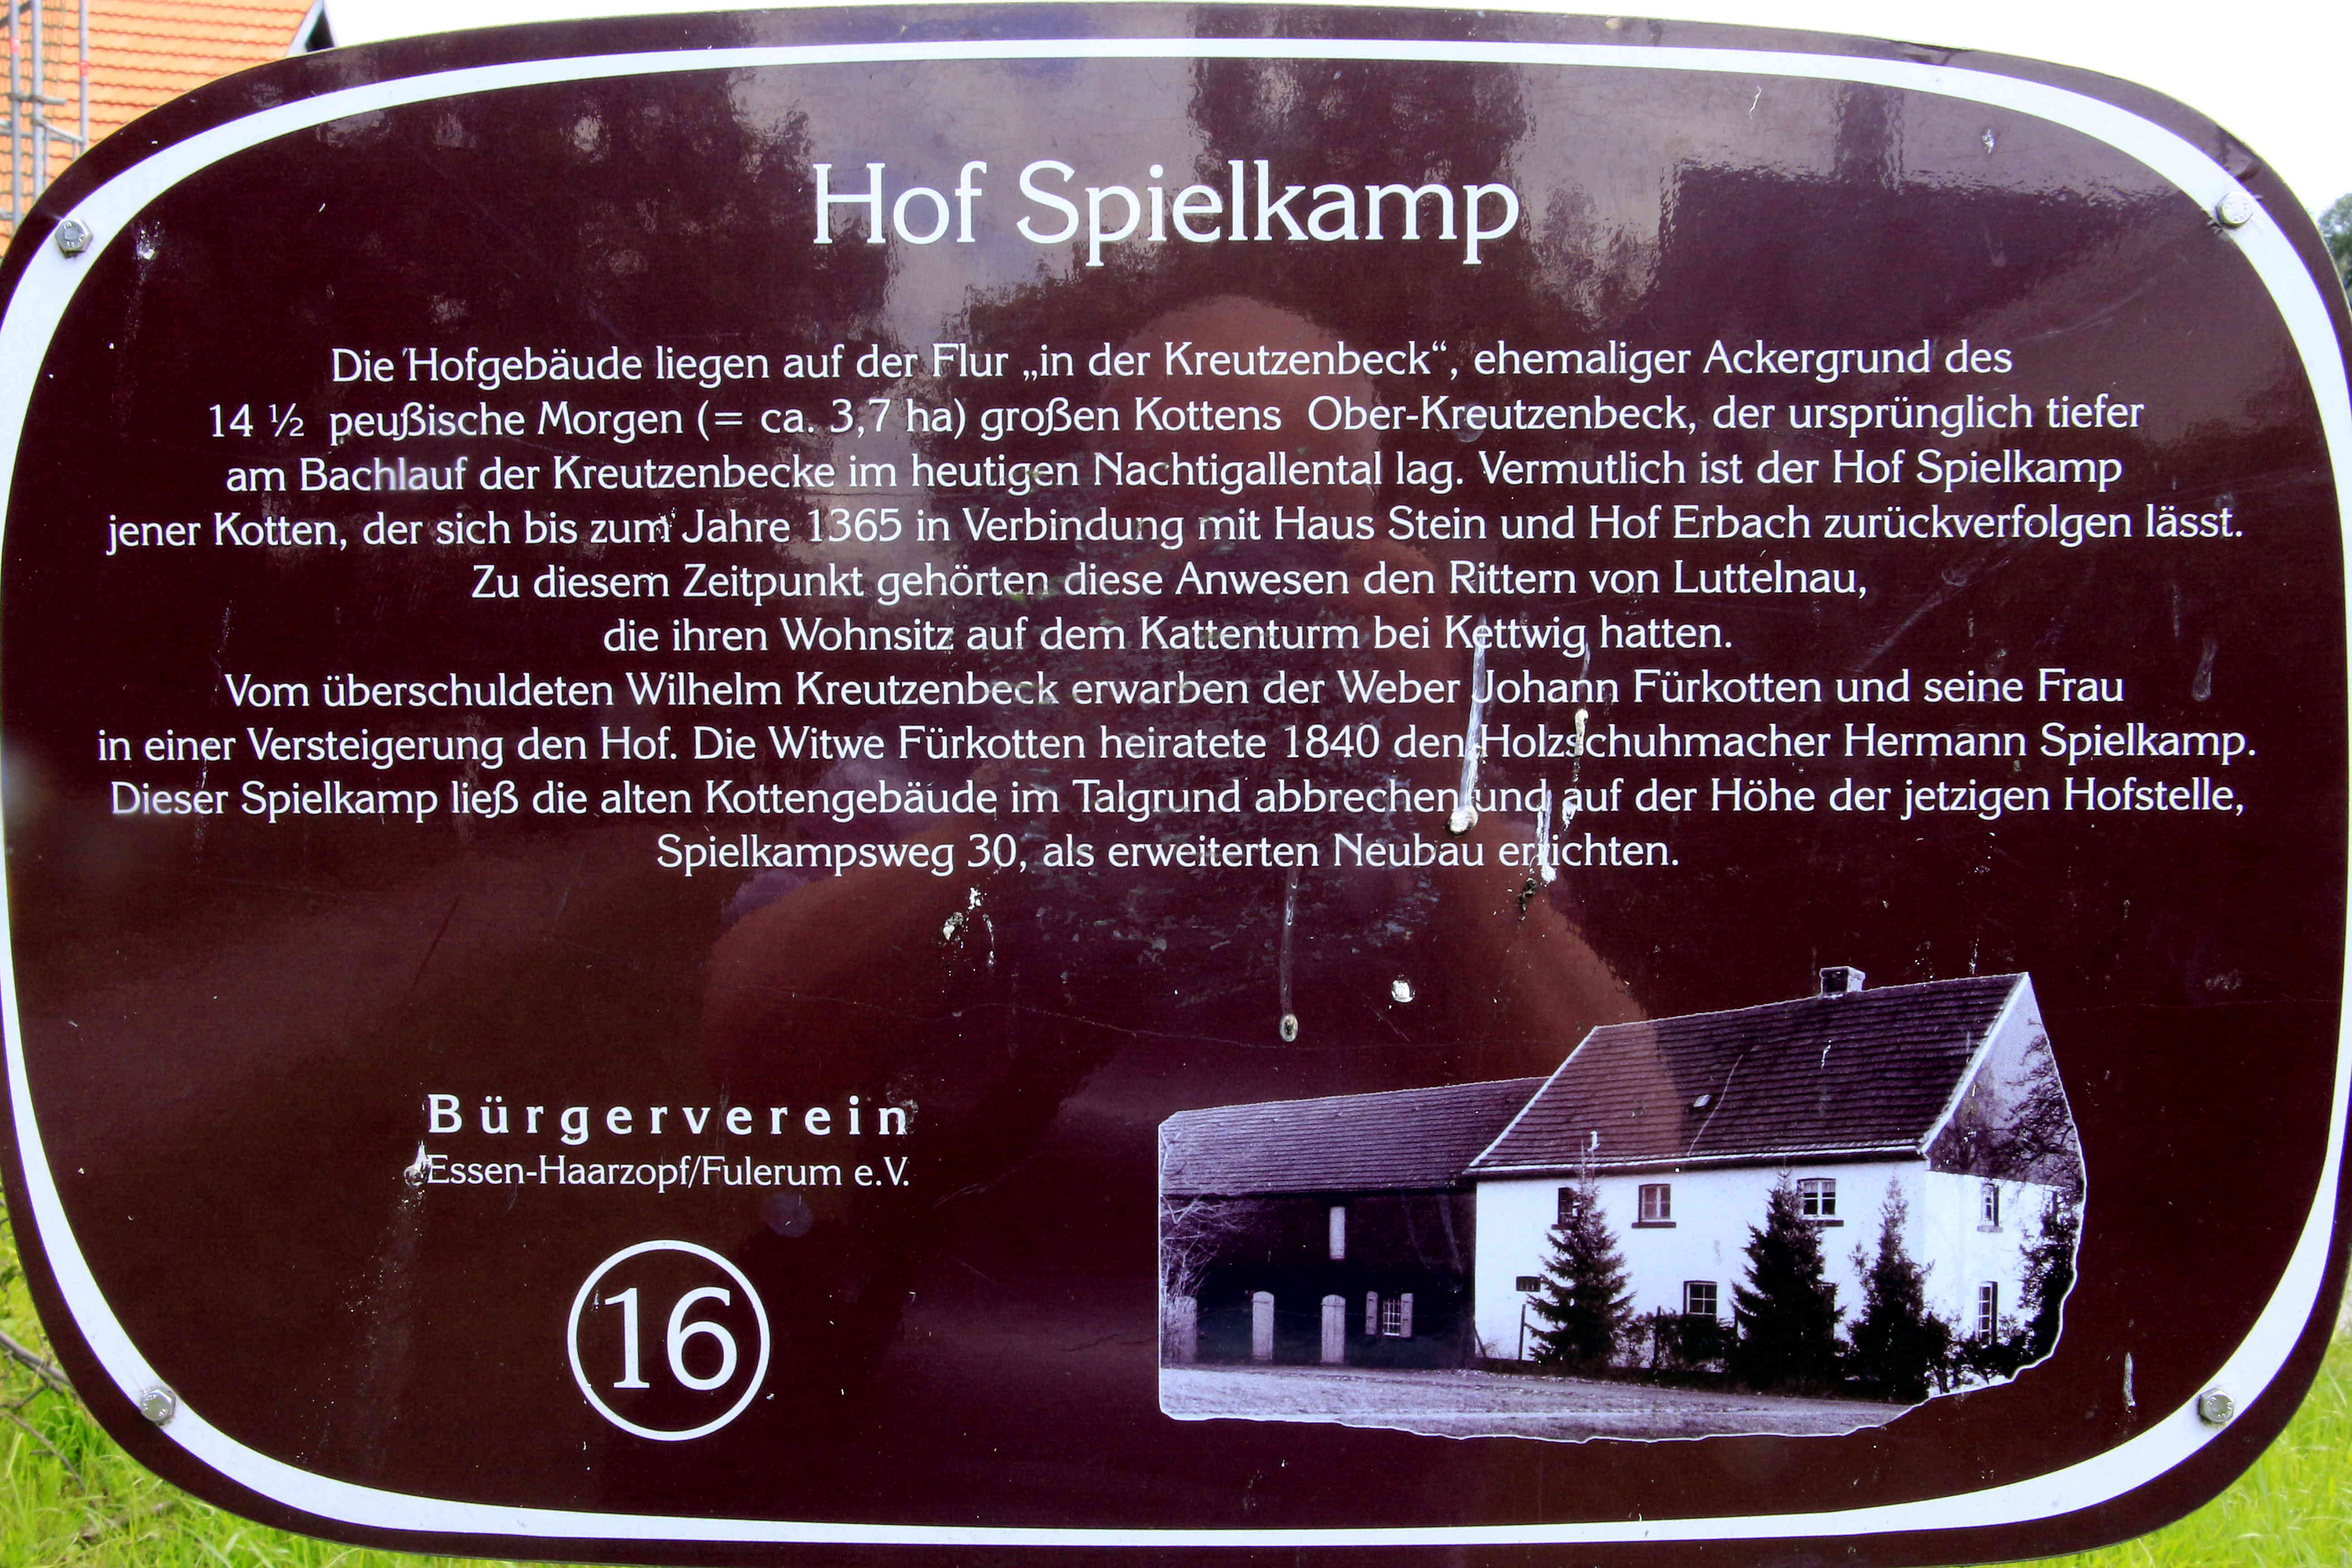 Hof Spielkamp
Die Hofgebäude liegen auf der Flur „in der Kreutzenbeck“, ehemaliger Ackergrund des
14 ½ peußische Morgen (= ca. 3,7 ha) großen Kottens Ober-Kreutzenbeck, der ursprünglich tiefer
am Bachlauf der Kreutzenbecke im heutigen Nachtigallental lag. Vermutlich ist der Hof Spielkamp
jener Kotten, der sich bis zum Jahre 1365 in Verbindung mit Haus Stein und Hof Erbach zurückverfolgen lässt.
Zu diesem Zeitpunkt gehörten diese Anwesen den Rittern von Luttelnau,
die ihren Wohnsitz auf dem Kattenturm bei Kettwig hatten.
Vom überschuldeten Wilhelm Kreutzenbeck erwarben der Weber Johann Fürkotten und seine Frau
in einer Versteigerung den Hof. Die Witwe Fürkotten heiratete 1840 den Holzschuhmacher Hermann Spielkamp.
Dieser Spielkamp ließ die alten Kottengebäude im Talgrund abbrechen und auf der Höhe der jetzigen Hofstelle,
Spielkampsweg 30, als erweiterten Neubau errichten.
Bürgerverein
Essen-Haarzopf/Fulerum e.V.
16